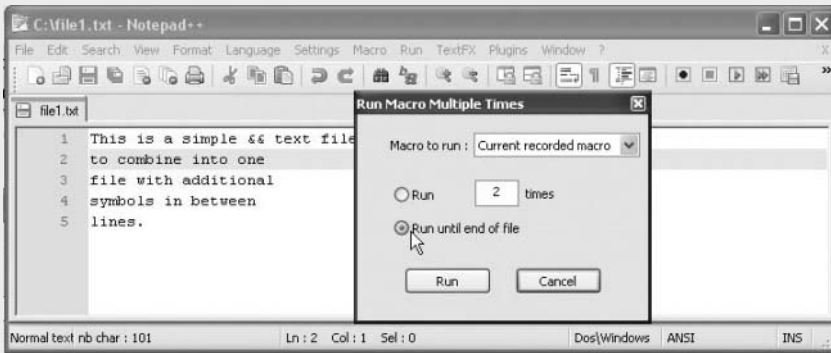 C:\file1.txt - Notepad++
File Edit Search View Format Language Settings Macro Run TextFX Plugins Window ? X
file1.txt
1 This is a simple && text file
2 to combine into one
3 file with additional
4 symbols in between
5 lines.
Run Macro Multiple Times
Macro to run : Current recorded macro
Run 2 times
Run until end of file
Run Cancel
Normal text nb char : 101 Ln : 2 Col : 1 Sel : 0 Dos\Windows ANSI INS